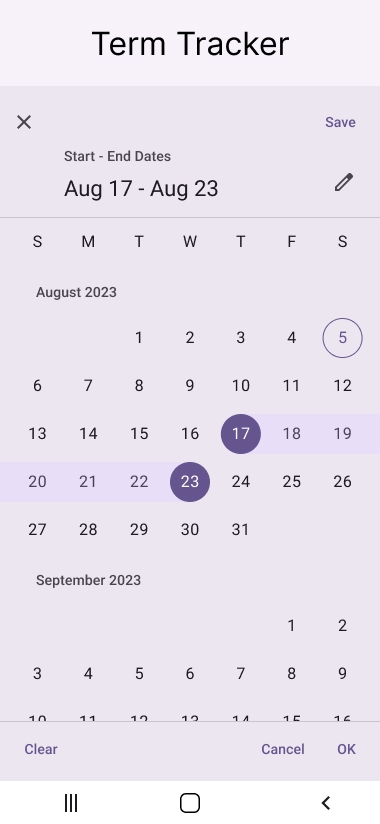 Term Tracker
Save
Start - End Dates
Aug 17 - Aug 23
S M T W T F S
August 2023
1 2 3 4 5
6 7 8 9 10 11 12
13 14 15 16 17 18 19
20 21 22 23 24 25 26
27 28 29 30 31
September 2023
1 2
3 4 5 6 7 8 9
10 11 12 13 14 15 16
Clear Cancel OK